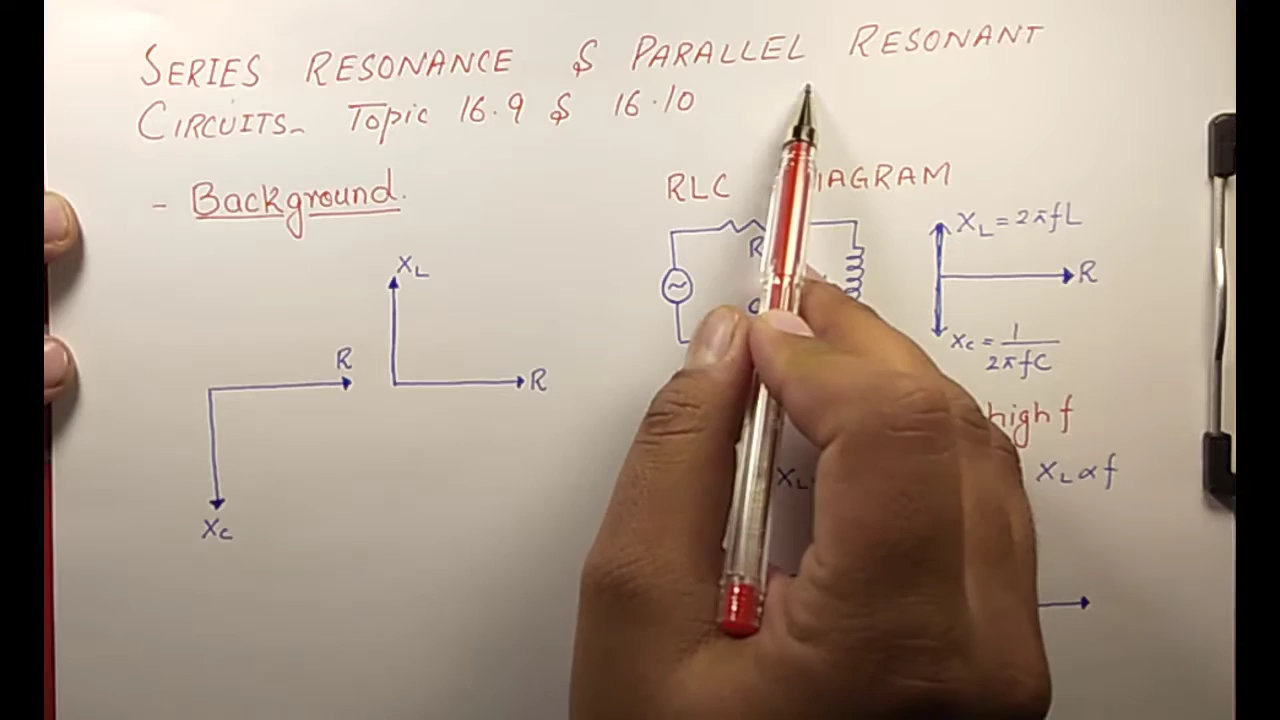 SERIES RESONANCE & PARALLEL RESONANT
CIRCUITS- Topic 16.9 & 16.10
- Background.
RLC IAGRAM
XL
R
XC
R
R
C
XL = 2πfL
R
XC = 1/2πfC
high f
XL
XL ∝ f